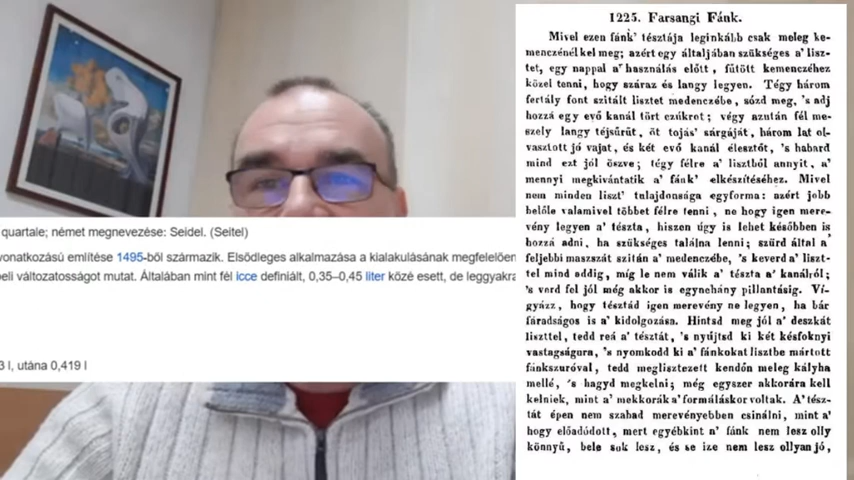 quartale; német megnevezése: Seidel. (Seitel)
vonatkozású említése 1495-ből származik. Elsődleges alkalmazása a kialakulásának megfelelően
beli változatosságot mutat. Általában mint fél icce definiált, 0,35–0,45 liter közé esett, de leggyakra
3 l, utána 0,419 l
1225. Farsangi Fánk.
Mivel ezen fánk' tésztája leginkább csak meleg ke-
menczénél kel meg; azért egy általjában szükséges a' lisz-
tet, egy nappal a' használás előtt, fűtött kemenczéhez
közel tenni, hogy száraz és langy legyen. Tégy három
fertály font szitált lisztet medenczébe, sózd meg, 's adj
hozzá egy evő kanál tört czúkrot; végy azután fél me-
szely langy téjsűrűt, öt tojás' sárgáját, három lat ol-
vasztott jó vajat, és két evő kanál élesztőt, 's habard
mind ezt jól öszve; tégy félre a' lisztből annyit, a'
mennyi megkivántatik a' fánk' elkészítéséhez. Mivel
nem minden liszt' tulajdonsága egyforma: azért jobb
belőle valamivel többet félre tenni, ne hogy igen mere-
vény legyen a' tészta, hiszen úgy is lehet későbben is
hozzá adni, ha szükséges találna lenni; szűrd által a'
feljebbi maszszát szitán a' medenczébe, 's keverd a' liszt-
tel mind addig, míg le nem válik a' tészta a' kanálról;
's verd fel jól még akkor is egynehány pillantásig. Ví-
gyázz, hogy tésztád igen merevény ne legyen, ha bár
fáradságos is a' kidolgozása. Hintsd meg jól a' deszkát
liszttel, tedd reá a' tésztát, 's nyújtsd ki két késfoknyi
vastagságura, 's nyomkodd ki a' fánkokat lisztbe mártott
fánkszuróval, tedd meglisztezett kendőn meleg kályha
mellé, 's hagyd megkelni; még egyszer akkorára kell
kelniek, mint a' mekkorák a' formáláskor voltak. A' tész-
tát épen nem szabad merevényebben csinálni, mint a'
hogy előadódott, mert egyébkint a' fánk nem lesz olly
könnyű, bele sok lesz, és se ize nem lesz ollyan jó,